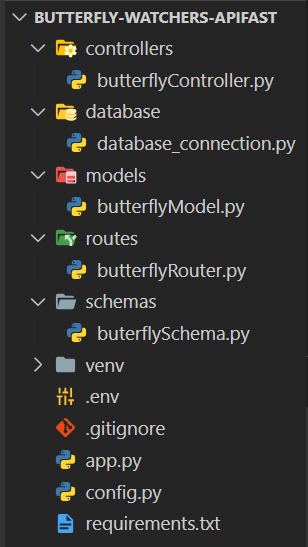 BUTTERFLY-WATCHERS-APIFAST
controllers
butterflyController.py
database
database_connection.py
models
butterflyModel.py
routes
butterflyRouter.py
schemas
buterflySchema.py
venv
.env
.gitignore
app.py
config.py
requirements.txt